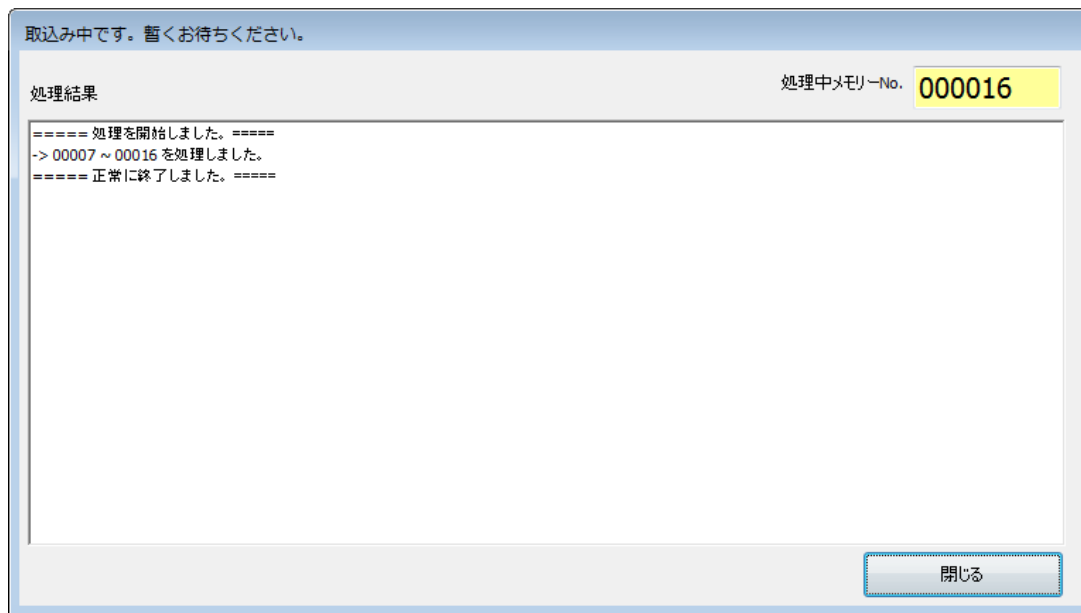 取込み中です。暫くお待ちください。
処理中メモリーNo. 000016
処理結果
===== 処理を開始しました。=====
-> 00007 ~ 00016 を処理しました。
===== 正常に終了しました。=====
閉じる